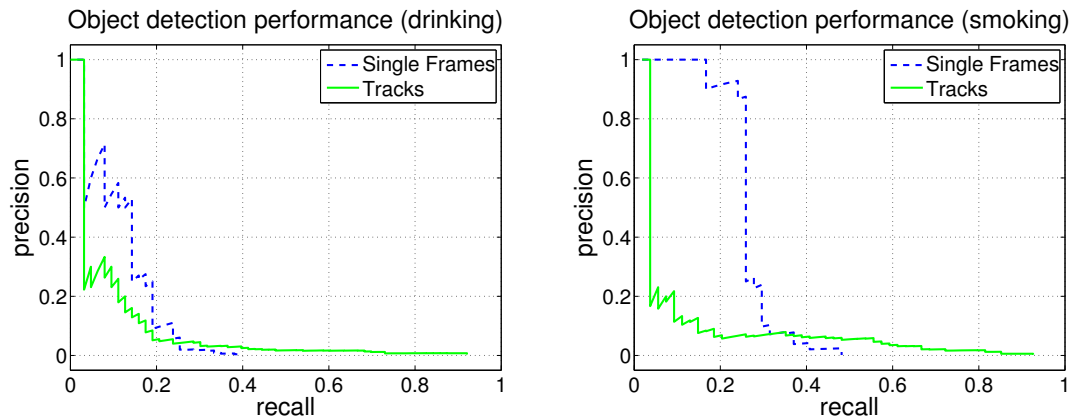 Object detection performance (drinking)
1
0.8
0.6
0.4
0.2
0
precision
Single Frames
Tracks
0 0.2 0.4 0.6 0.8 1
recall
Object detection performance (smoking)
1
0.8
0.6
0.4
0.2
0
precision
Single Frames
Tracks
0 0.2 0.4 0.6 0.8 1
recall